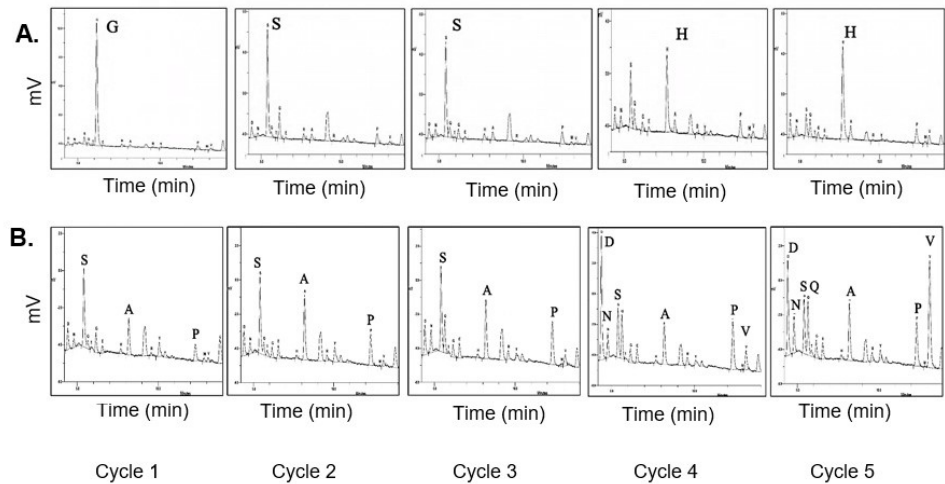 A.
G
S
S
H
H
mV
Time (min)
Time (min)
Time (min)
Time (min)
Time (min)
B.
S
A
P
S
A
P
S
A
P
D
N
S
A
P
V
D
N
S
Q
A
P
V
mV
Time (min)
Time (min)
Time (min)
Time (min)
Time (min)
Cycle 1
Cycle 2
Cycle 3
Cycle 4
Cycle 5